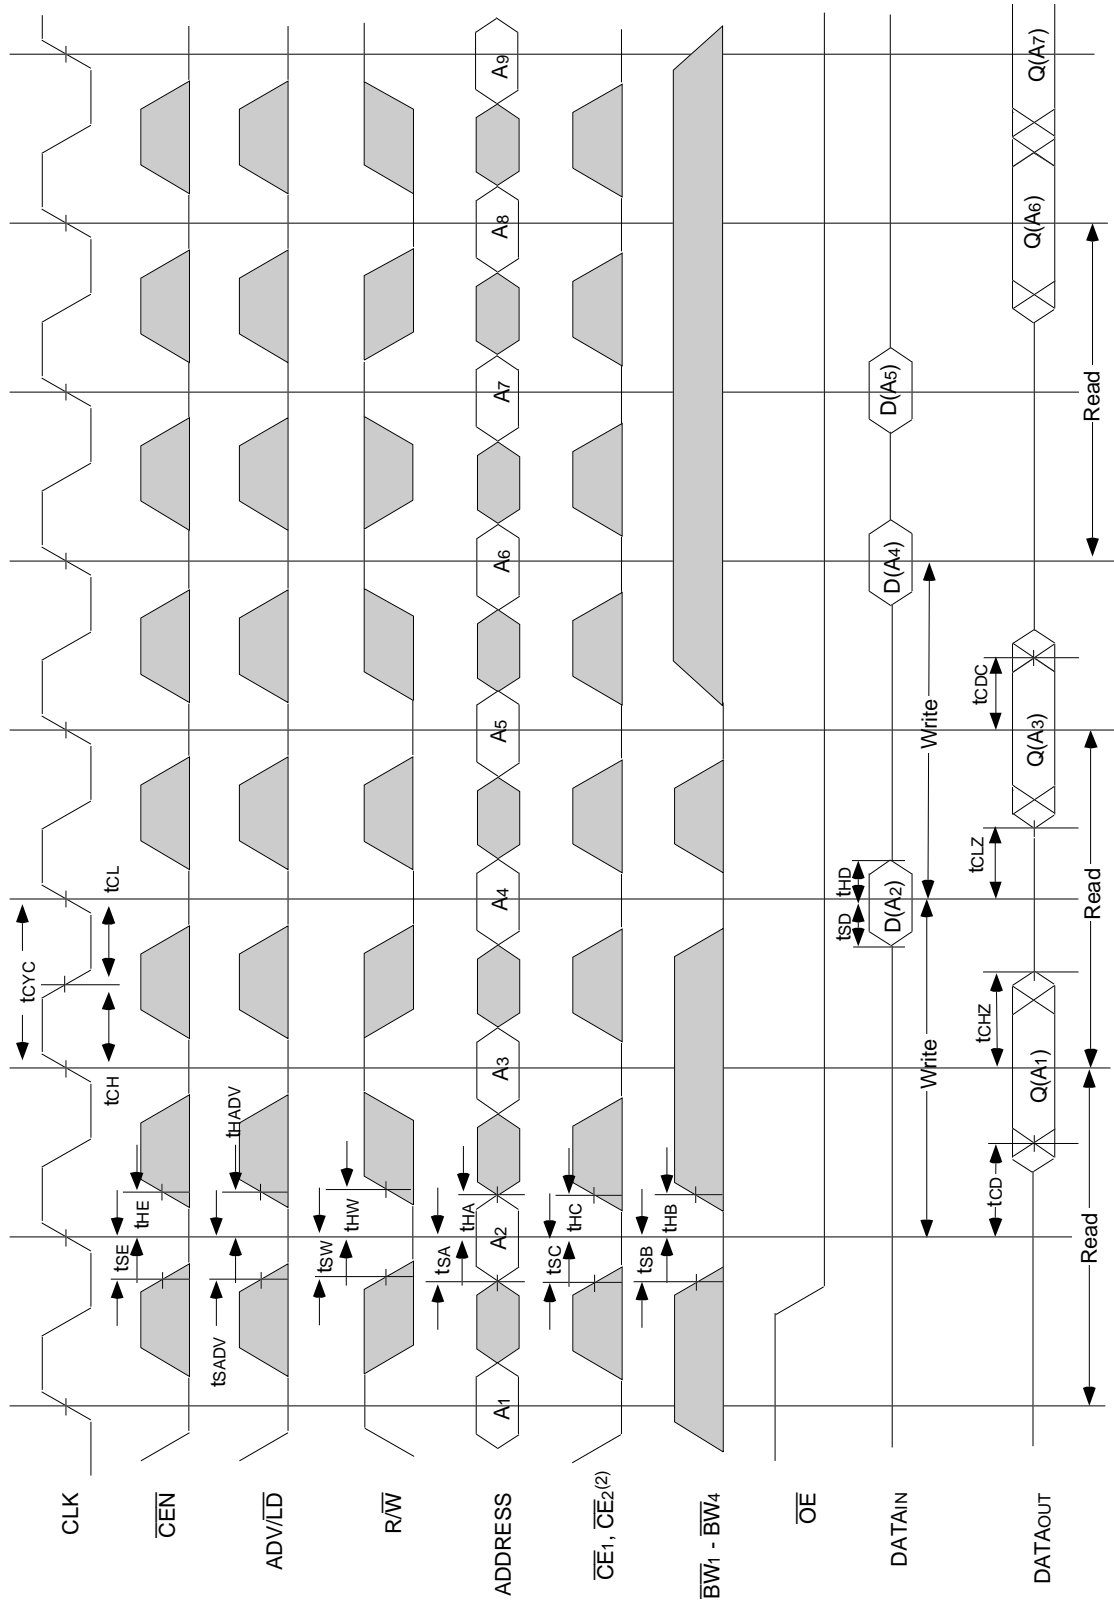 CLK
tCYC
tCH
tCL
CEN
tSE
tHE
ADV/LD
tSADV
tHADV
R/W
tSW
tHW
ADDRESS
A1
A2
A3
A4
A5
A6
A7
A8
A9
tSA
tHA
CE1, CE2(2)
tSC
tHC
BW1 - BW4
tSB
tHB
OE
DATAIN
D(A2)
D(A4)
D(A5)
tSD
tHD
Write
Write
DATAOUT
tCD
Q(A1)
tCHZ
tCLZ
Q(A3)
tCDC
Q(A6)
Q(A7)
Read
Read
Read